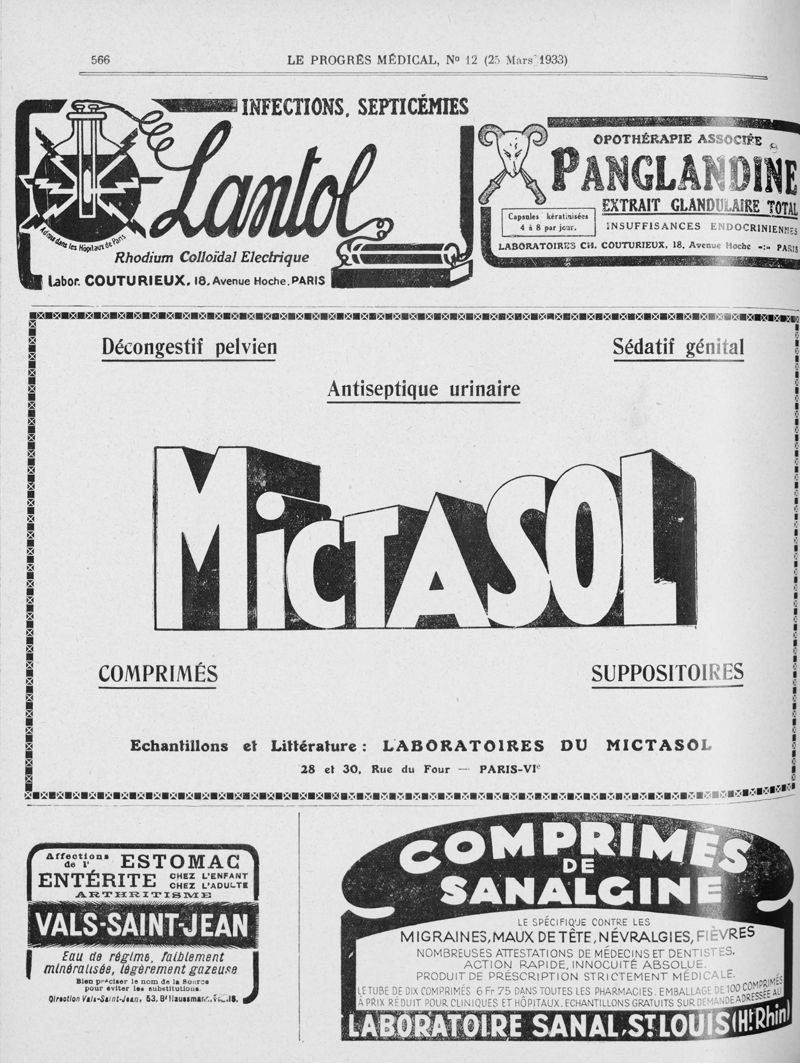 566
LE PROGRÈS MÉDICAL, No 12 (25 Mars 1933)
INFECTIONS, SEPTICÉMIES
Lantol
Adopté dans les Hôpitaux de Paris
Rhodium Colloïdal Electrique
Labor. COUTURIEUX, 18, Avenue Hoche, PARIS
OPOTHÉRAPIE ASSOCIÉE
PANGLANDINE
EXTRAIT GLANDULAIRE TOTAL
Capsules kératinisées
4 à 8 par jour.
INSUFFISANCES ENDOCRINIENNES
LABORATOIRES CH. COUTURIEUX, 18, Avenue Hoche -:- PARIS
Décongestif pelvien
Sédatif génital
Antiseptique urinaire
MicTASOL
COMPRIMÉS
SUPPOSITOIRES
Echantillons et Littérature : LABORATOIRES DU MICTASOL
28 et 30, Rue du Four — PARIS-VIe
Affections de l' ESTOMAC
ENTÉRITE CHEZ L'ENFANT
CHEZ L'ADULTE
ARTHRITISME
VALS-SAINT-JEAN
Eau de régime, faiblement
minéralisée, légèrement gazeuse
Bien préciser le nom de la Source
pour éviter les substitutions.
Direction Vals-Saint-Jean, 53, Bd Haussmann
COMPRIMÉS
DE
SANALGINE
LE SPÉCIFIQUE CONTRE LES
MIGRAINES, MAUX DE TÊTE, NÉVRALGIES, FIÈVRES
NOMBREUSES ATTESTATIONS DE MÉDECINS ET DENTISTES.
ACTION RAPIDE, INNOCUITÉ ABSOLUE.
PRODUIT DE PRESCRIPTION STRICTEMENT MÉDICALE.
LE TUBE DE DIX COMPRIMÉS 6 Fr 75 DANS TOUTES LES PHARMACIES. EMBALLAGE DE 100 COMPRIMÉS
À PRIX RÉDUIT POUR CLINIQUES ET HÔPITAUX. ECHANTILLONS GRATUITS SUR DEMANDE ADRESSÉE AU
LABORATOIRE SANAL, ST LOUIS (Ht Rhin)